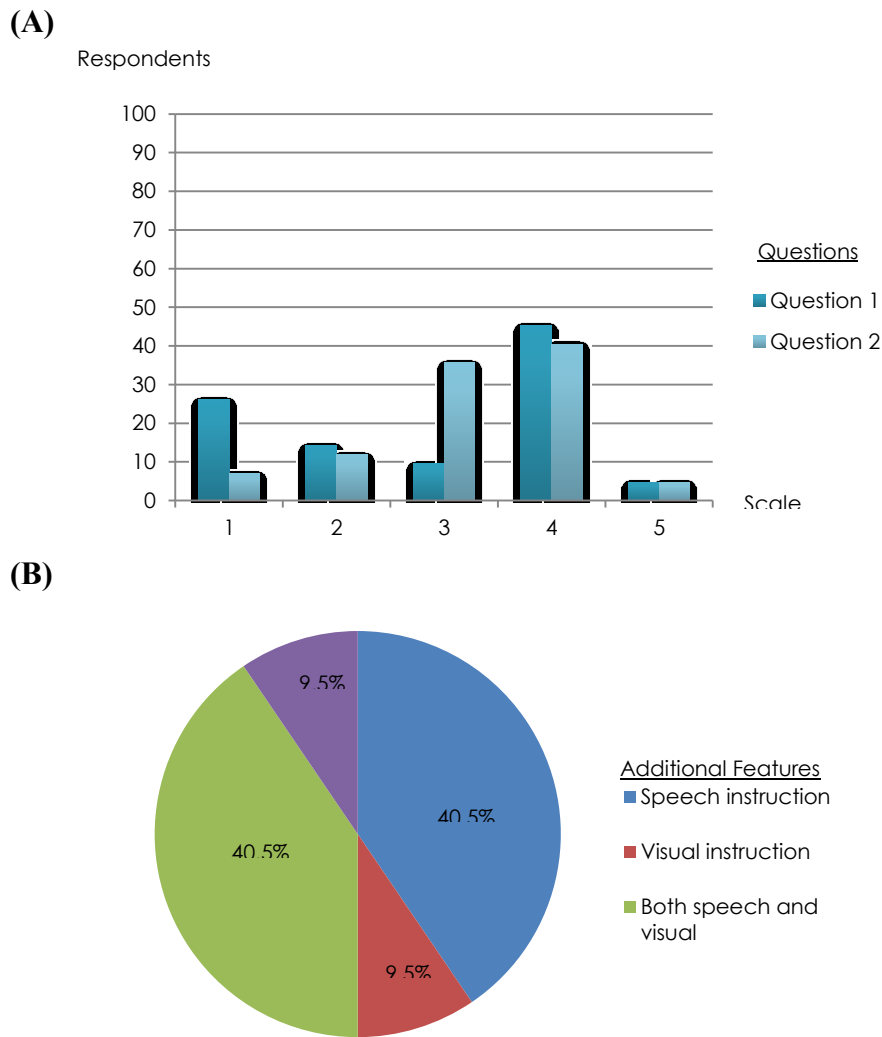 (A)
Respondents
100
90
80
70
60
50
40
30
20
10
0
1 2 3 4 5
Scale
Questions
Question 1
Question 2
(B)
9.5%
40.5%
40.5%
9.5%
Additional Features
Speech instruction
Visual instruction
Both speech and
visual